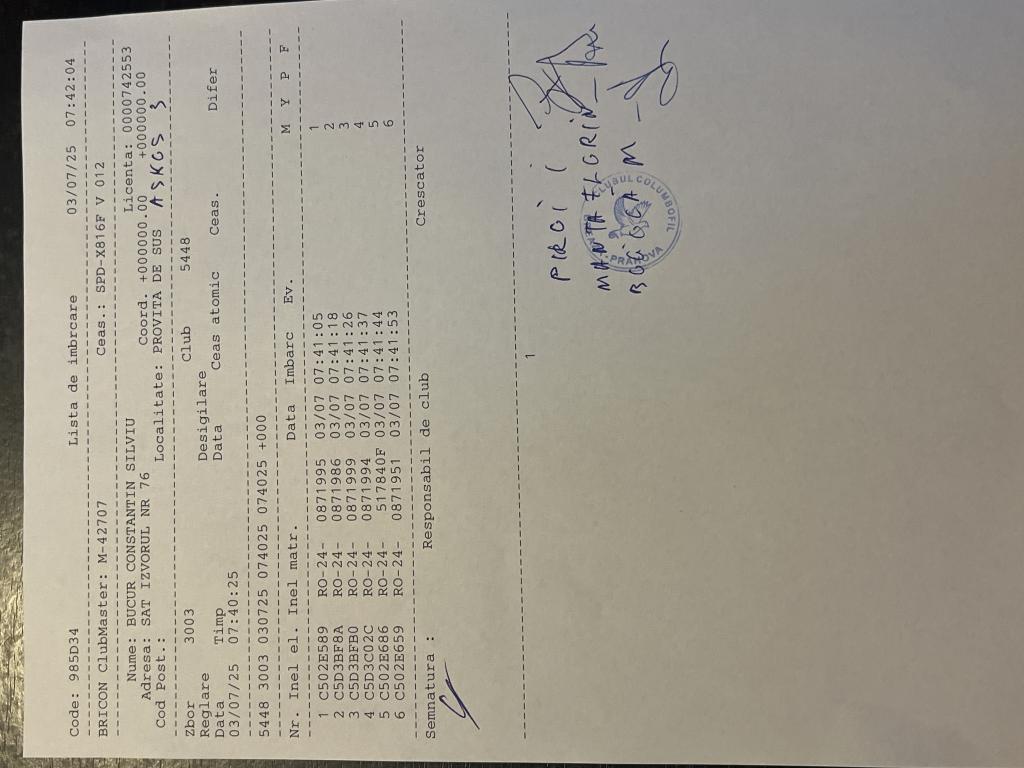 Code: 985D34 Lista de imbrcare 03/07/25 07:42:04
BRICON ClubMaster: M-42707 Ceas.: SPD-X816F V 012
Nume: BUCUR CONSTANTIN SILVIU Licenta: 0000742553
Adresa: SAT IZVORUL NR 76 Coord. +000000.00 +000000.00
Cod Post.: Localitate: PROVITA DE SUS ASKGS 3
Zbor 3003 Club 5448
Reglare Desigilare
Data Timp Data Ceas atomic Ceas. Difer
03/07/25 07:40:25
5448 3003 030725 074025 074025 +000
Nr. Inel el. Inel matr. Data Imbarc Ev. M Y P F
1 C502E589 RO-24- 0871995 03/07 07:41:05 1
2 C5D3BF8A RO-24- 0871986 03/07 07:41:18 2
3 C5D3BFB0 RO-24- 0871999 03/07 07:41:26 3
4 C5D3C02C RO-24- 0871994 03/07 07:41:37 4
5 C502E686 RO-24- 517840F 03/07 07:41:44 5
6 C502E659 RO-24- 0871951 03/07 07:41:53 6
Semnatura : Responsabil de club Crescator
1
PIROI I
MANTA FLORIN
M
CLUBUL COLUMBOFIL
PRAHOVA